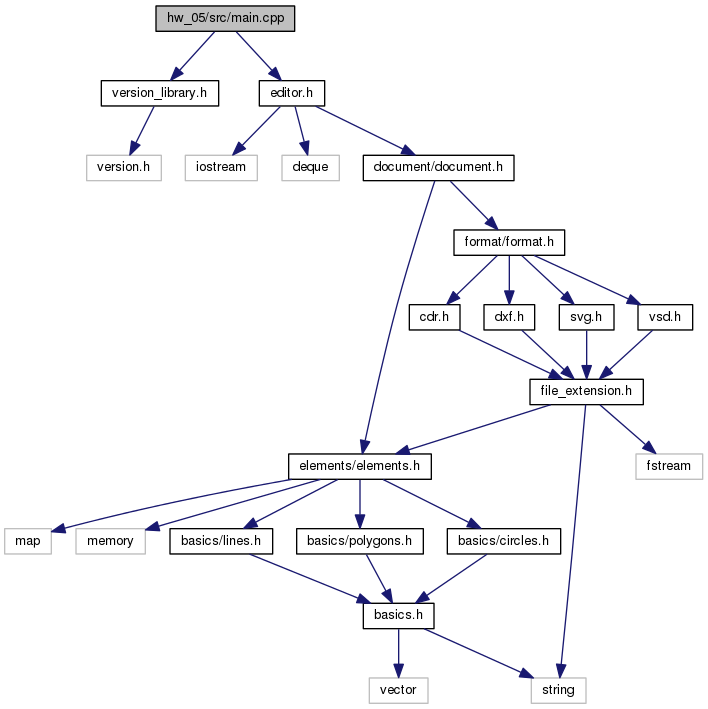 hw_05/src/main.cpp
version_library.h
editor.h
version.h
iostream
deque
document/document.h
format/format.h
cdr.h
dxf.h
svg.h
vsd.h
file_extension.h
elements/elements.h
fstream
map
memory
basics/lines.h
basics/polygons.h
basics/circles.h
basics.h
vector
string